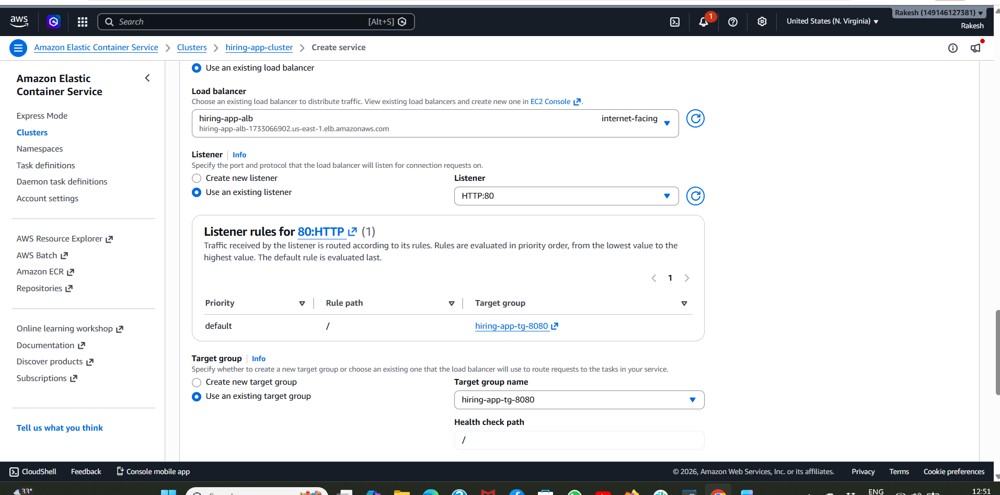 aws
Search
[Alt+S]
1
United States (N. Virginia)
Rakesh (149146127381)
Rakesh
Amazon Elastic Container Service
Clusters
hiring-app-cluster
Create service
Amazon Elastic
Container Service
Express Mode
Clusters
Namespaces
Task definitions
Daemon task definitions
Account settings
AWS Resource Explorer
AWS Batch
Amazon ECR
Repositories
Online learning workshop
Documentation
Discover products
Subscriptions
Tell us what you think
Use an existing load balancer
Load balancer
Choose an existing load balancer to distribute traffic. View existing load balancers and create new one in EC2 Console.
hiring-app-alb
internet-facing
hiring-app-alb-1733066902.us-east-1.elb.amazonaws.com
Listener Info
Specify the port and protocol that the load balancer will listen for connection requests on.
Create new listener
Use an existing listener
Listener
HTTP:80
Listener rules for 80:HTTP (1)
Traffic received by the listener is routed according to its rules. Rules are evaluated in priority order, from the lowest value to the
highest value. The default rule is evaluated last.
1
Priority Rule path Target group
default / hiring-app-tg-8080
Target group Info
Specify whether to create a new target group or choose an existing one that the load balancer will use to route requests to the tasks in your service.
Create new target group
Use an existing target group
Target group name
hiring-app-tg-8080
Health check path
/
CloudShell
Feedback
Console mobile app
© 2026, Amazon Web Services, Inc. or its affiliates.
Privacy
Terms
Cookie preferences
33°
ENG
12:51